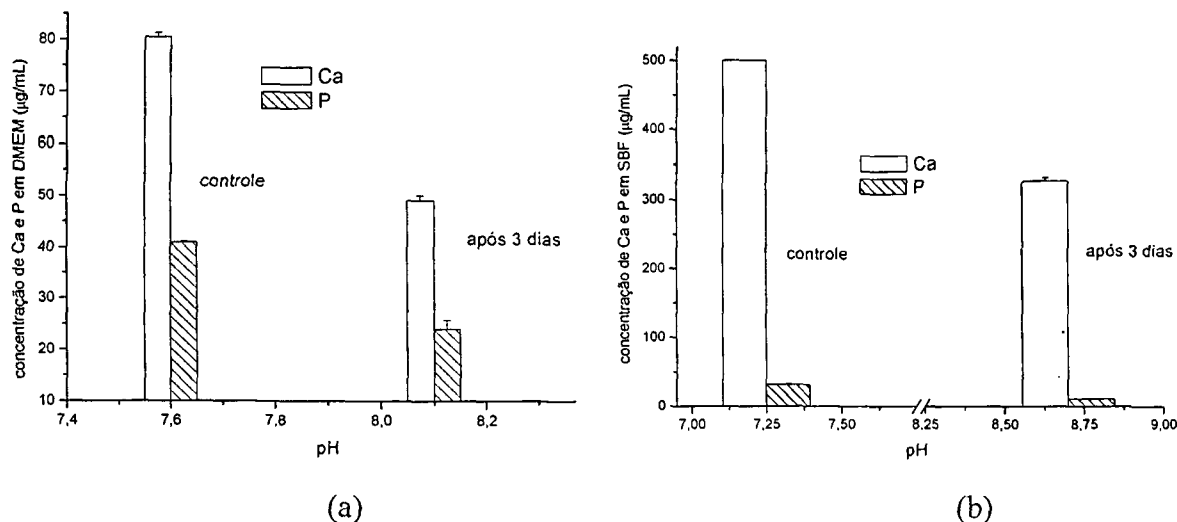 concentração de Ca e P em DMEM (µg/mL)
80
70
60
50
40
30
20
10
Ca
P
controle
após 3 dias
7,4
7,6
7,8
8,0
8,2
pH
(a)
concentração de Ca e P em SBF (µg/mL)
500
400
300
200
100
0
Ca
P
controle
após 3 dias
7,00
7,25
7,50
8,25
8,50
8,75
9,00
pH
(b)